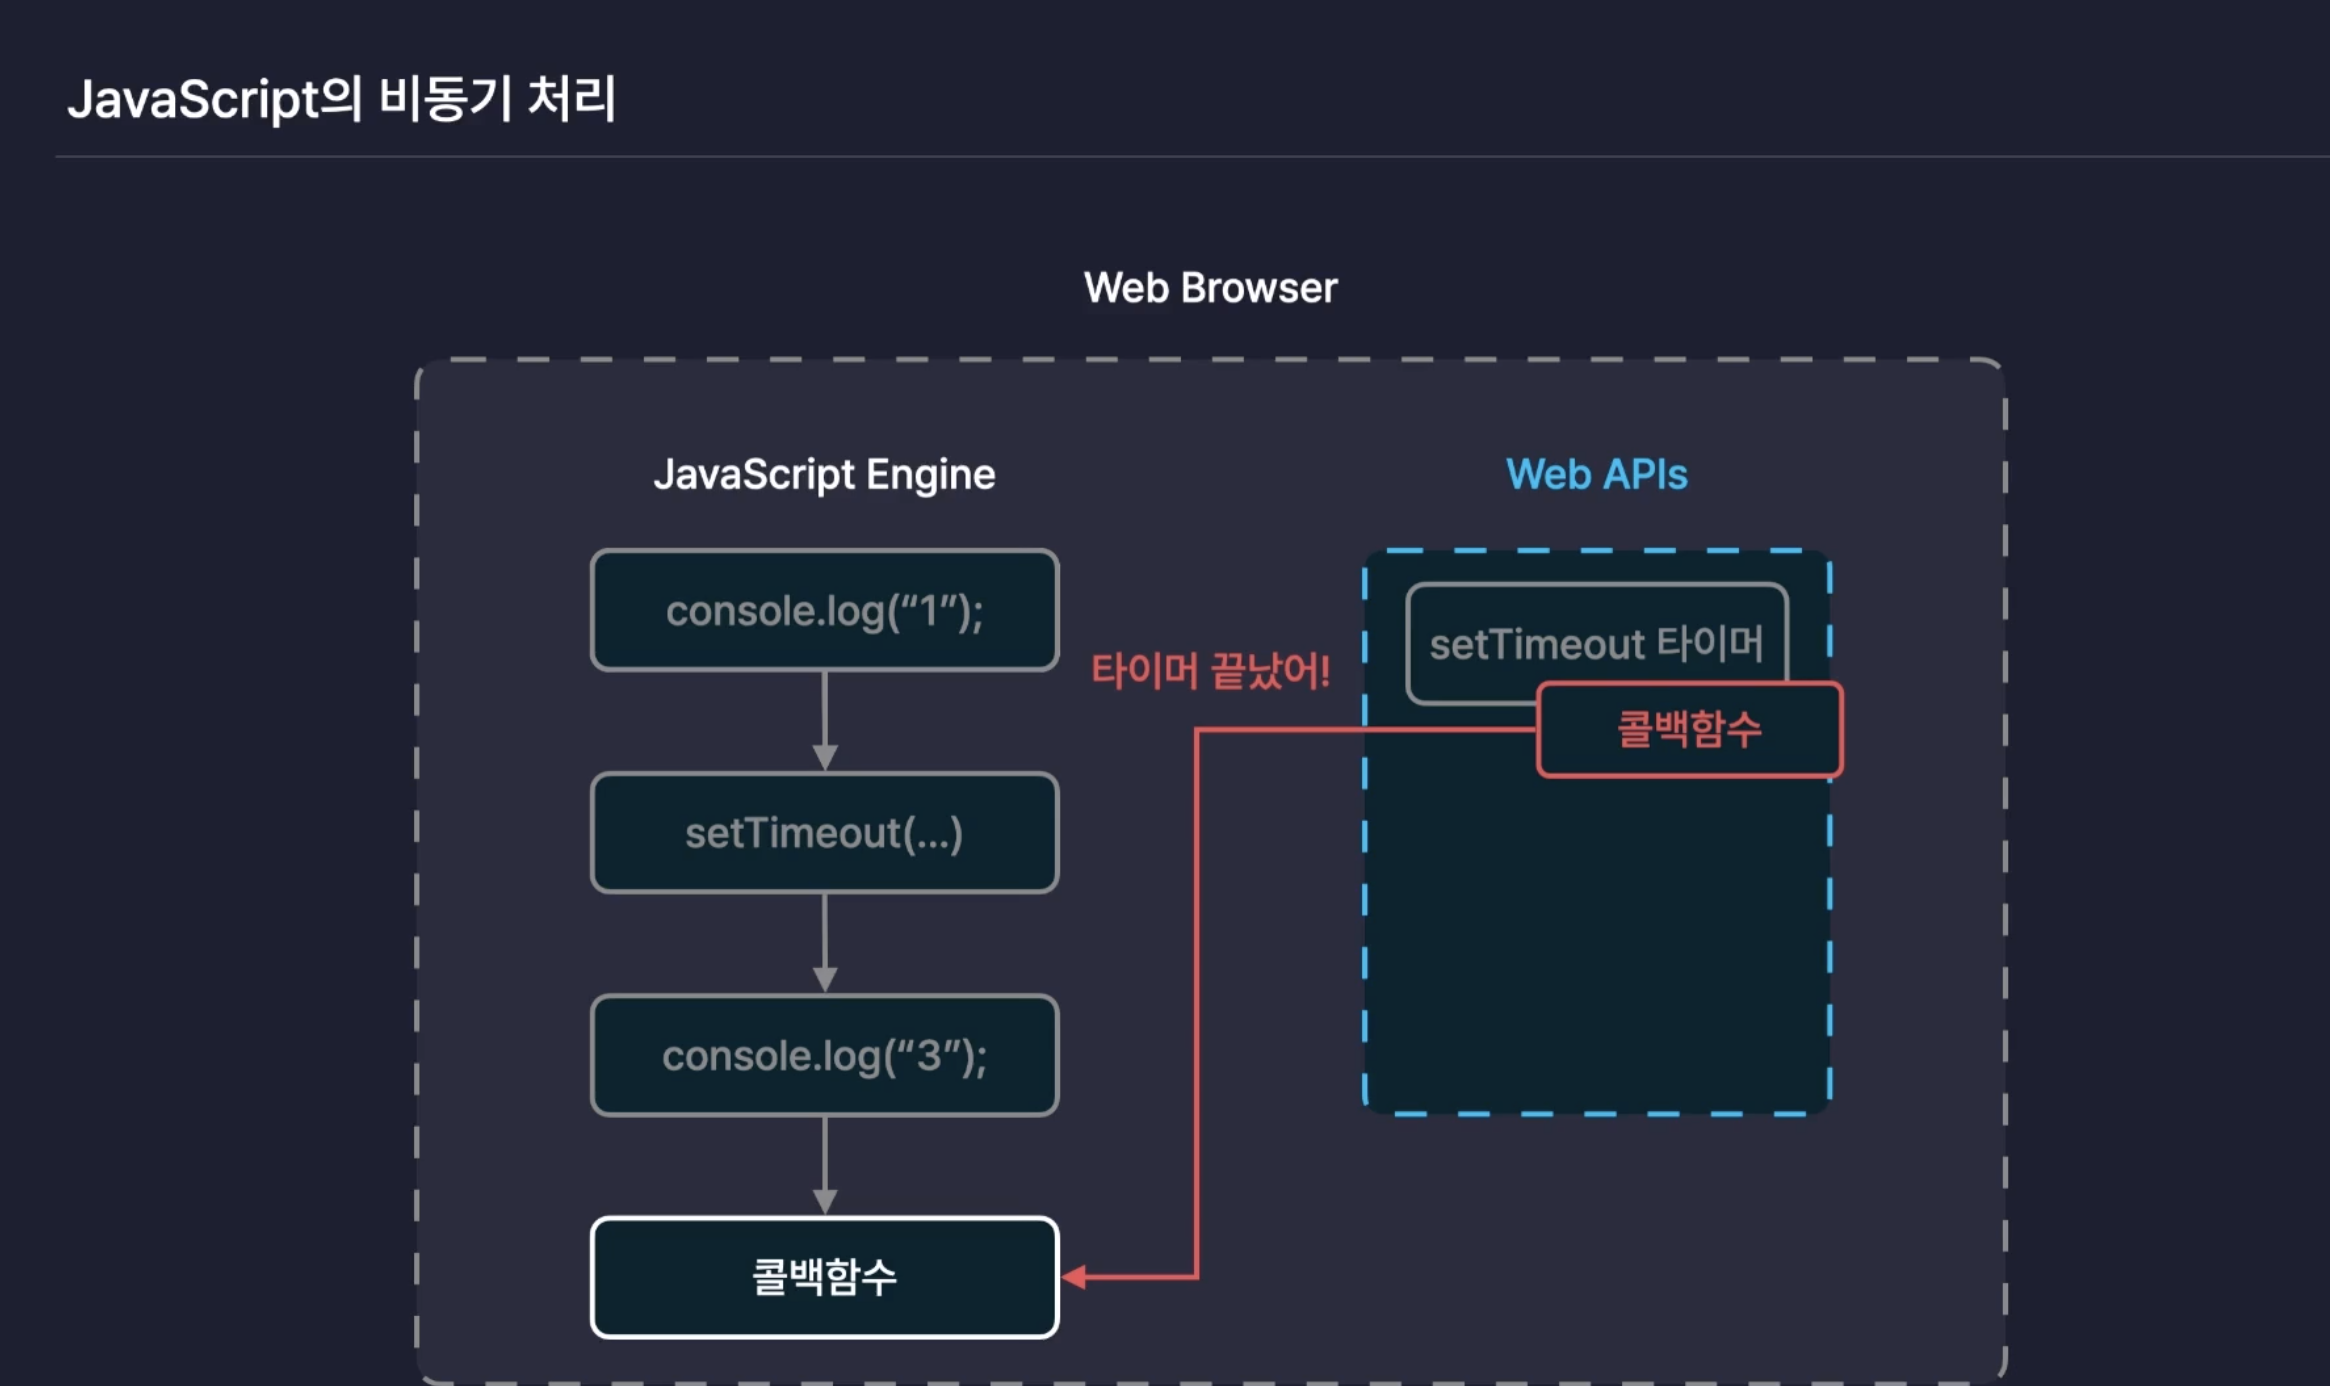 JavaScript의 비동기 처리
Web Browser
JavaScript Engine
console.log(“1”);
setTimeout(...)
console.log(“3”);
콜백함수
타이머 끝났어!
Web APIs
setTimeout 타이머
콜백함수